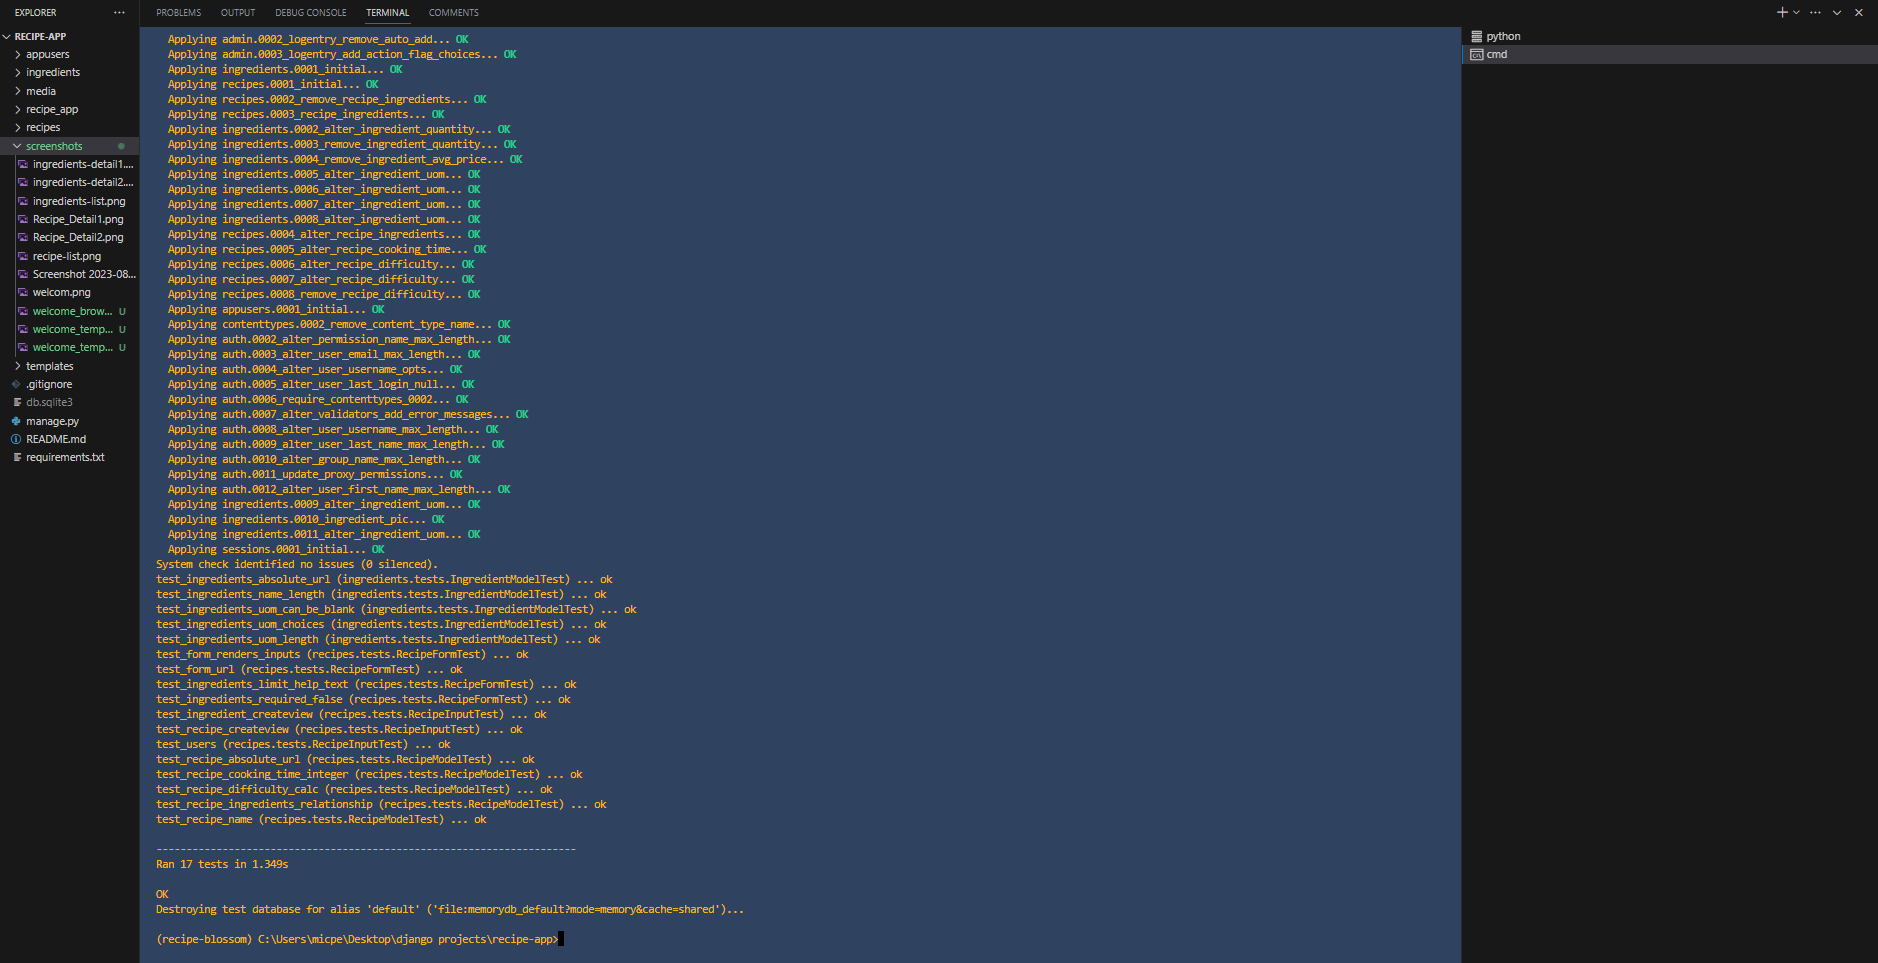 EXPLORER
RECIPE-APP
appusers
ingredients
media
recipe_app
recipes
screenshots
ingredients-detail1....
ingredients-detail2....
ingredients-list.png
Recipe_Detail1.png
Recipe_Detail2.png
recipe-list.png
Screenshot 2023-08...
welcom.png
welcome_brow... U
welcome_temp... U
welcome_temp... U
templates
.gitignore
db.sqlite3
manage.py
README.md
requirements.txt
PROBLEMS OUTPUT DEBUG CONSOLE TERMINAL COMMENTS
Applying admin.0002_logentry_remove_auto_add... OK
Applying admin.0003_logentry_add_action_flag_choices... OK
Applying ingredients.0001_initial... OK
Applying recipes.0001_initial... OK
Applying recipes.0002_remove_recipe_ingredients... OK
Applying recipes.0003_recipe_ingredients... OK
Applying ingredients.0002_alter_ingredient_quantity... OK
Applying ingredients.0003_remove_ingredient_quantity... OK
Applying ingredients.0004_remove_ingredient_avg_price... OK
Applying ingredients.0005_alter_ingredient_uom... OK
Applying ingredients.0006_alter_ingredient_uom... OK
Applying ingredients.0007_alter_ingredient_uom... OK
Applying ingredients.0008_alter_ingredient_uom... OK
Applying recipes.0004_alter_recipe_ingredients... OK
Applying recipes.0005_alter_recipe_cooking_time... OK
Applying recipes.0006_alter_recipe_difficulty... OK
Applying recipes.0007_alter_recipe_difficulty... OK
Applying recipes.0008_remove_recipe_difficulty... OK
Applying appusers.0001_initial... OK
Applying contenttypes.0002_remove_content_type_name... OK
Applying auth.0002_alter_permission_name_max_length... OK
Applying auth.0003_alter_user_email_max_length... OK
Applying auth.0004_alter_user_username_opts... OK
Applying auth.0005_alter_user_last_login_null... OK
Applying auth.0006_require_contenttypes_0002... OK
Applying auth.0007_alter_validators_add_error_messages... OK
Applying auth.0008_alter_user_username_max_length... OK
Applying auth.0009_alter_user_last_name_max_length... OK
Applying auth.0010_alter_group_name_max_length... OK
Applying auth.0011_update_proxy_permissions... OK
Applying auth.0012_alter_user_first_name_max_length... OK
Applying ingredients.0009_alter_ingredient_uom... OK
Applying ingredients.0010_ingredient_pic... OK
Applying ingredients.0011_alter_ingredient_uom... OK
Applying sessions.0001_initial... OK
System check identified no issues (0 silenced).
test_ingredients_absolute_url (ingredients.tests.IngredientModelTest) ... ok
test_ingredients_name_length (ingredients.tests.IngredientModelTest) ... ok
test_ingredients_uom_can_be_blank (ingredients.tests.IngredientModelTest) ... ok
test_ingredients_uom_choices (ingredients.tests.IngredientModelTest) ... ok
test_ingredients_uom_length (ingredients.tests.IngredientModelTest) ... ok
test_form_renders_inputs (recipes.tests.RecipeFormTest) ... ok
test_form_url (recipes.tests.RecipeFormTest) ... ok
test_ingredients_limit_help_text (recipes.tests.RecipeFormTest) ... ok
test_ingredients_required_false (recipes.tests.RecipeFormTest) ... ok
test_ingredient_createview (recipes.tests.RecipeInputTest) ... ok
test_recipe_createview (recipes.tests.RecipeInputTest) ... ok
test_users (recipes.tests.RecipeInputTest) ... ok
test_recipe_absolute_url (recipes.tests.RecipeModelTest) ... ok
test_recipe_cooking_time_integer (recipes.tests.RecipeModelTest) ... ok
test_recipe_difficulty_calc (recipes.tests.RecipeModelTest) ... ok
test_recipe_ingredients_relationship (recipes.tests.RecipeModelTest) ... ok
test_recipe_name (recipes.tests.RecipeModelTest) ... ok
----------------------------------------------------------------------
Ran 17 tests in 1.349s
OK
Destroying test database for alias 'default' ('file:memorydb_default?mode=memory&cache=shared')...
(recipe-blossom) C:\Users\micpe\Desktop\django projects\recipe-app>
python
cmd